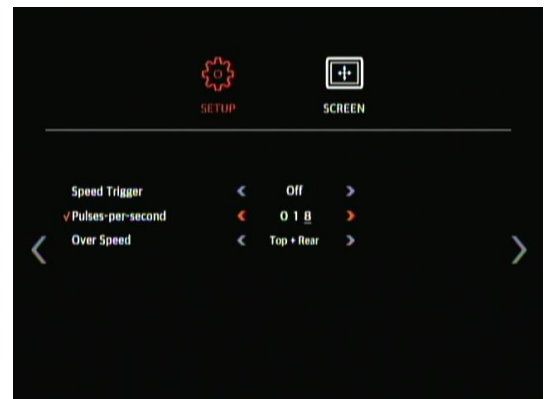 SETUP SCREEN
Speed Trigger Off
√ Pulses-per-second 0 1 8
Over Speed Top + Rear